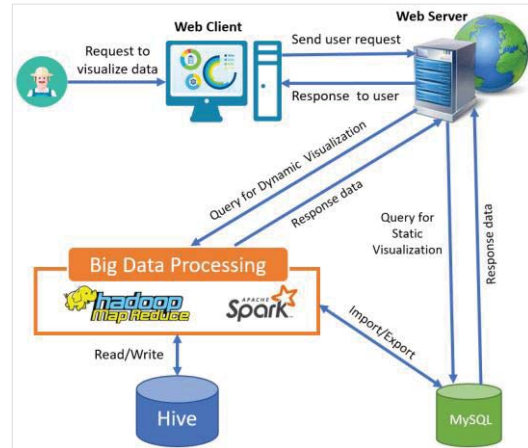 Web Client
Web Server
Request to
visualize data
Send user request
Response to user
Query for Dynamic Visualization
Response data
Query for
Static
Visualization
Response data
Big Data Processing
hadoop
Map Reduce
APACHE
Spark
Import/Export
Read/Write
Hive
MySQL